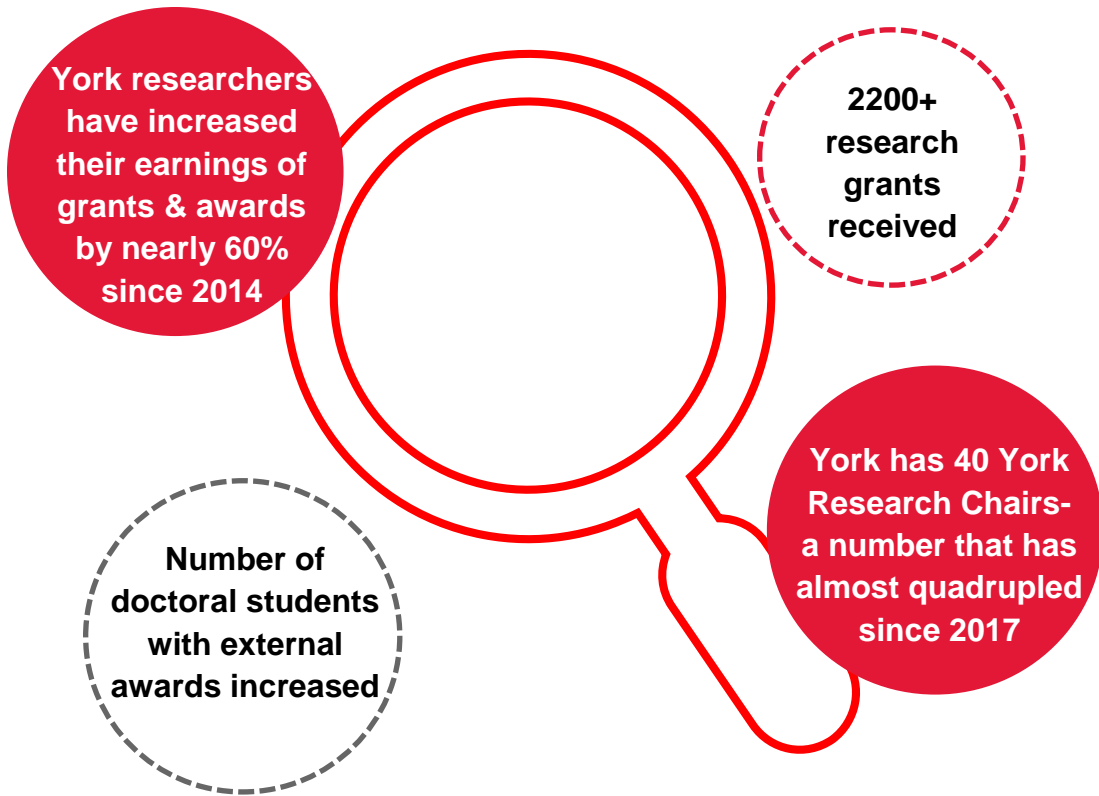 York researchers
have increased
their earnings of
grants & awards
by nearly 60%
since 2014
2200+
research
grants
received
York has 40 York
Research Chairs-
a number that has
almost quadrupled
since 2017
Number of
doctoral students
with external
awards increased